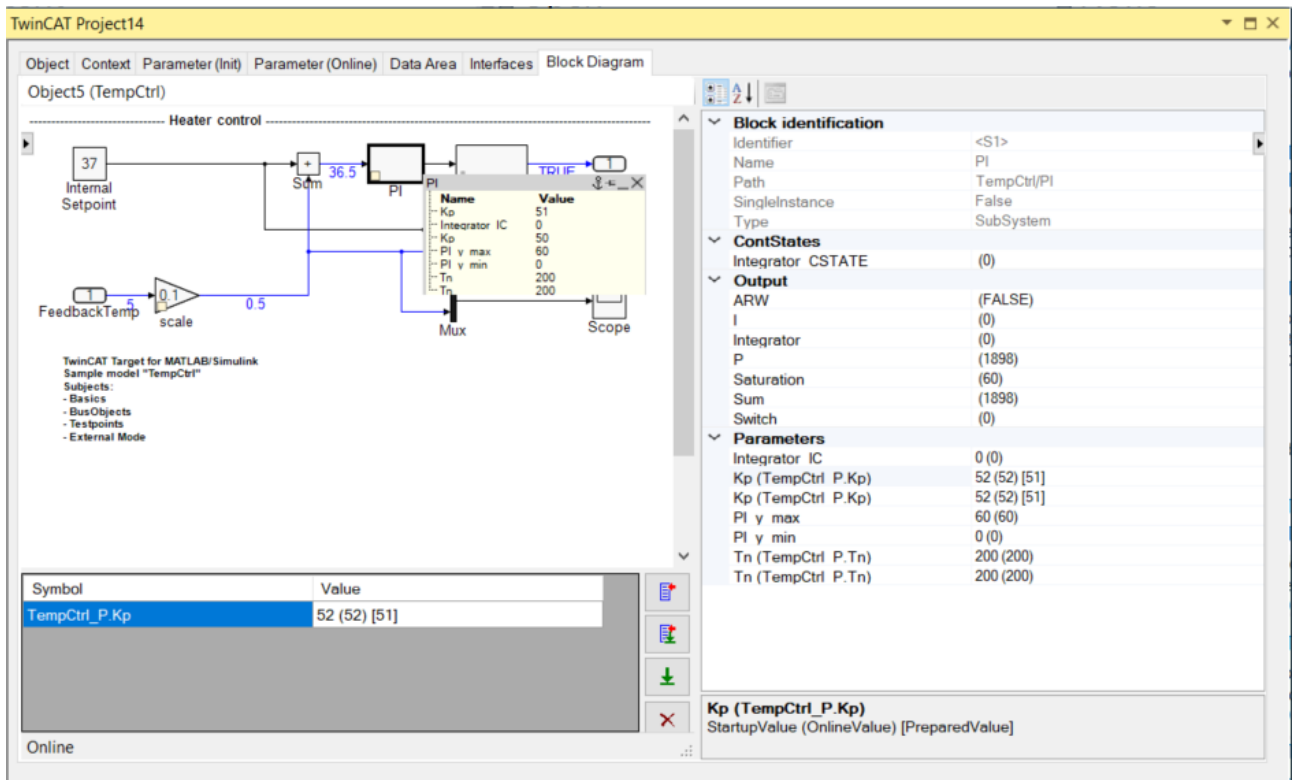 TwinCAT Project14
Object Context Parameter (Init) Parameter (Online) Data Area Interfaces Block Diagram
Object5 (TempCtrl)
Heater control
37
Internal
Setpoint
+
Sum
36.5
PI
TRUE
1
PI
Name Value
Kp 51
Integrator IC 0
Kp 50
PI y max 60
PI y min 0
Tn 200
Tn 200
1
FeedbackTemp
5
0.1
scale
0.5
Mux
Scope
TwinCAT Target for MATLAB/Simulink
Sample model "TempCtrl"
Subjects:
- Basics
- BusObjects
- Testpoints
- External Mode
Symbol Value
TempCtrl_P.Kp 52 (52) [51]
Online
Block identification
Identifier <S1>
Name PI
Path TempCtrl/PI
SingleInstance False
Type SubSystem
ContStates
Integrator CSTATE (0)
Output
ARW (FALSE)
I (0)
Integrator (0)
P (1898)
Saturation (60)
Sum (1898)
Switch (0)
Parameters
Integrator IC 0 (0)
Kp (TempCtrl P.Kp) 52 (52) [51]
Kp (TempCtrl P.Kp) 52 (52) [51]
PI y max 60 (60)
PI y min 0 (0)
Tn (TempCtrl P.Tn) 200 (200)
Tn (TempCtrl P.Tn) 200 (200)
Kp (TempCtrl_P.Kp)
StartupValue (OnlineValue) [PreparedValue]